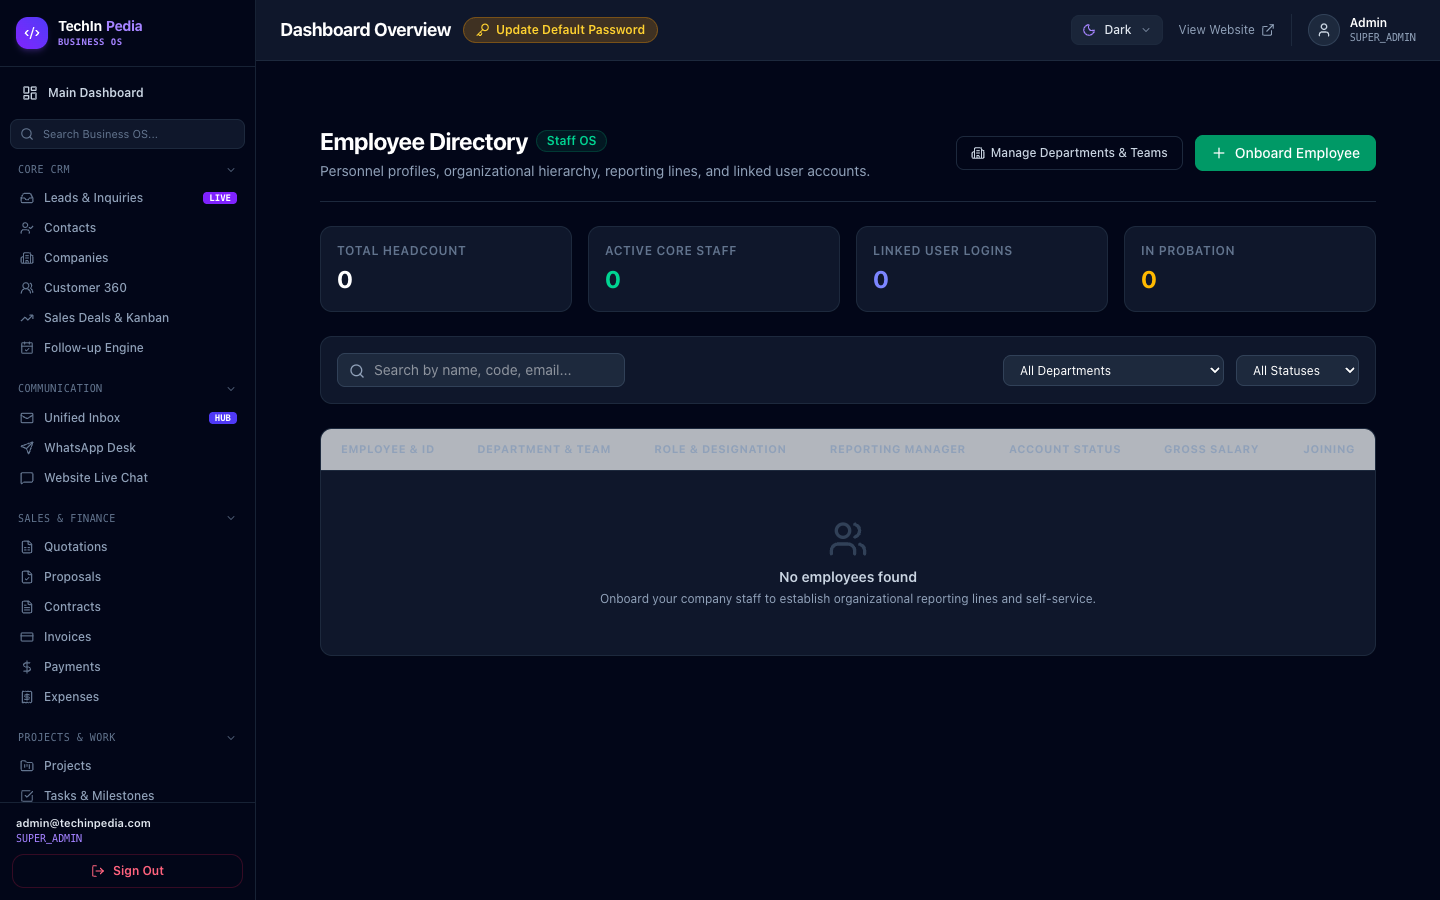 TechIn Pedia
BUSINESS OS
Main Dashboard
Search Business OS...
CORE CRM
Leads & Inquiries LIVE
Contacts
Companies
Customer 360
Sales Deals & Kanban
Follow-up Engine
COMMUNICATION
Unified Inbox HUB
WhatsApp Desk
Website Live Chat
SALES & FINANCE
Quotations
Proposals
Contracts
Invoices
Payments
Expenses
PROJECTS & WORK
Projects
Tasks & Milestones
admin@techinpedia.com
SUPER_ADMIN
Sign Out
Dashboard Overview Update Default Password Dark View Website Admin
SUPER_ADMIN
Employee Directory Staff OS
Personnel profiles, organizational hierarchy, reporting lines, and linked user accounts.
Manage Departments & Teams Onboard Employee
TOTAL HEADCOUNT ACTIVE CORE STAFF LINKED USER LOGINS IN PROBATION
0 0 0 0
Search by name, code, email... All Departments All Statuses
EMPLOYEE & ID DEPARTMENT & TEAM ROLE & DESIGNATION REPORTING MANAGER ACCOUNT STATUS GROSS SALARY JOINING
No employees found
Onboard your company staff to establish organizational reporting lines and self-service.